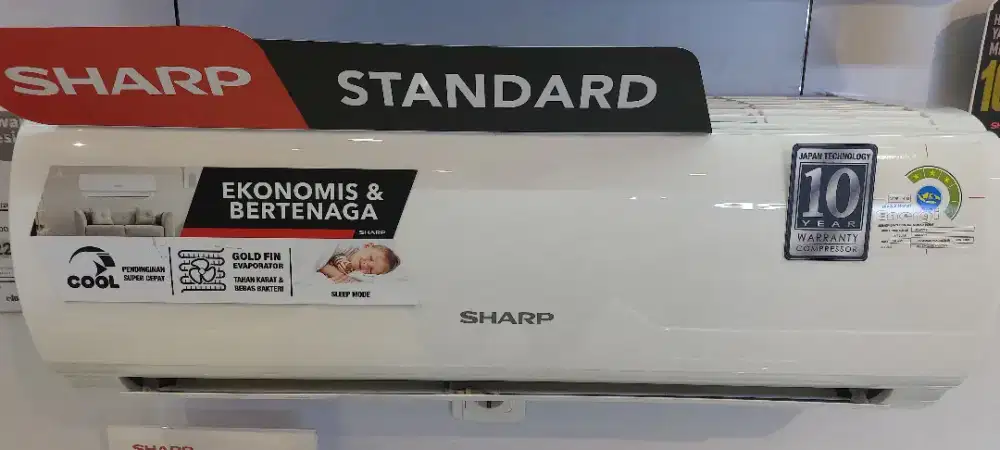 SHARP
STANDARD
EKONOMIS &
BERTENAGA
SHARP
COOL
PENDINGINAN
SUPER CEPAT
GOLD FIN
EVAPORATOR
TAHAN KARAT &
BEBAS BAKTERI
SLEEP MODE
JAPAN TECHNOLOGY
10
YEAR
WARRANTY
COMPRESSOR
SHARP
SHARP